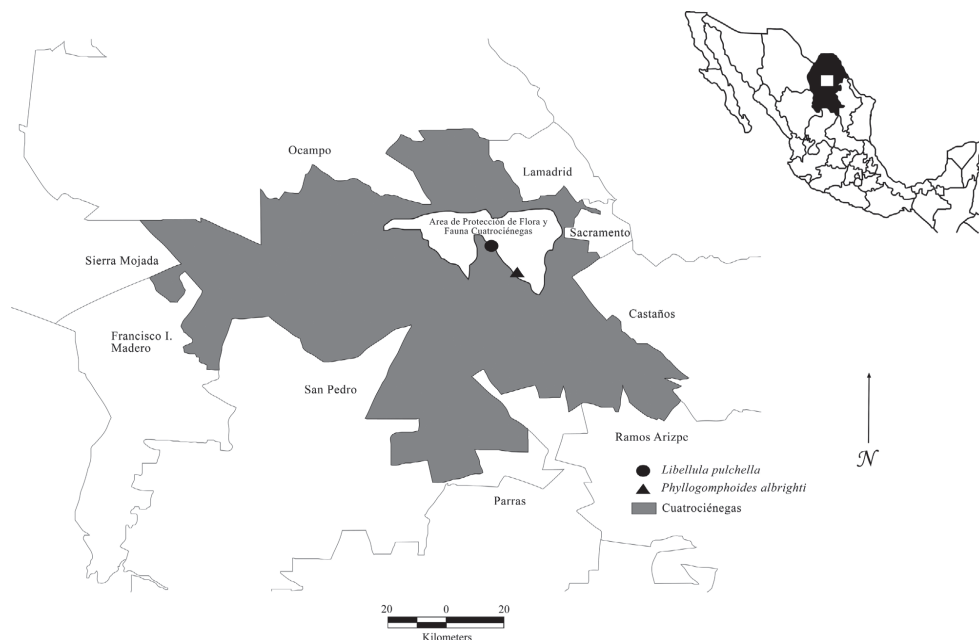 Ocampo
Lamadrid
Area de Protección de Flora y
Fauna Cuatrociénegas
Sacramento
Sierra Mojada
Francisco I.
Madero
Castaños
San Pedro
Ramos Arizpe
Parras
N
Libellula pulchella
Phyllogomphoides albrighti
Cuatrociénegas
20 0 20
Kilometers